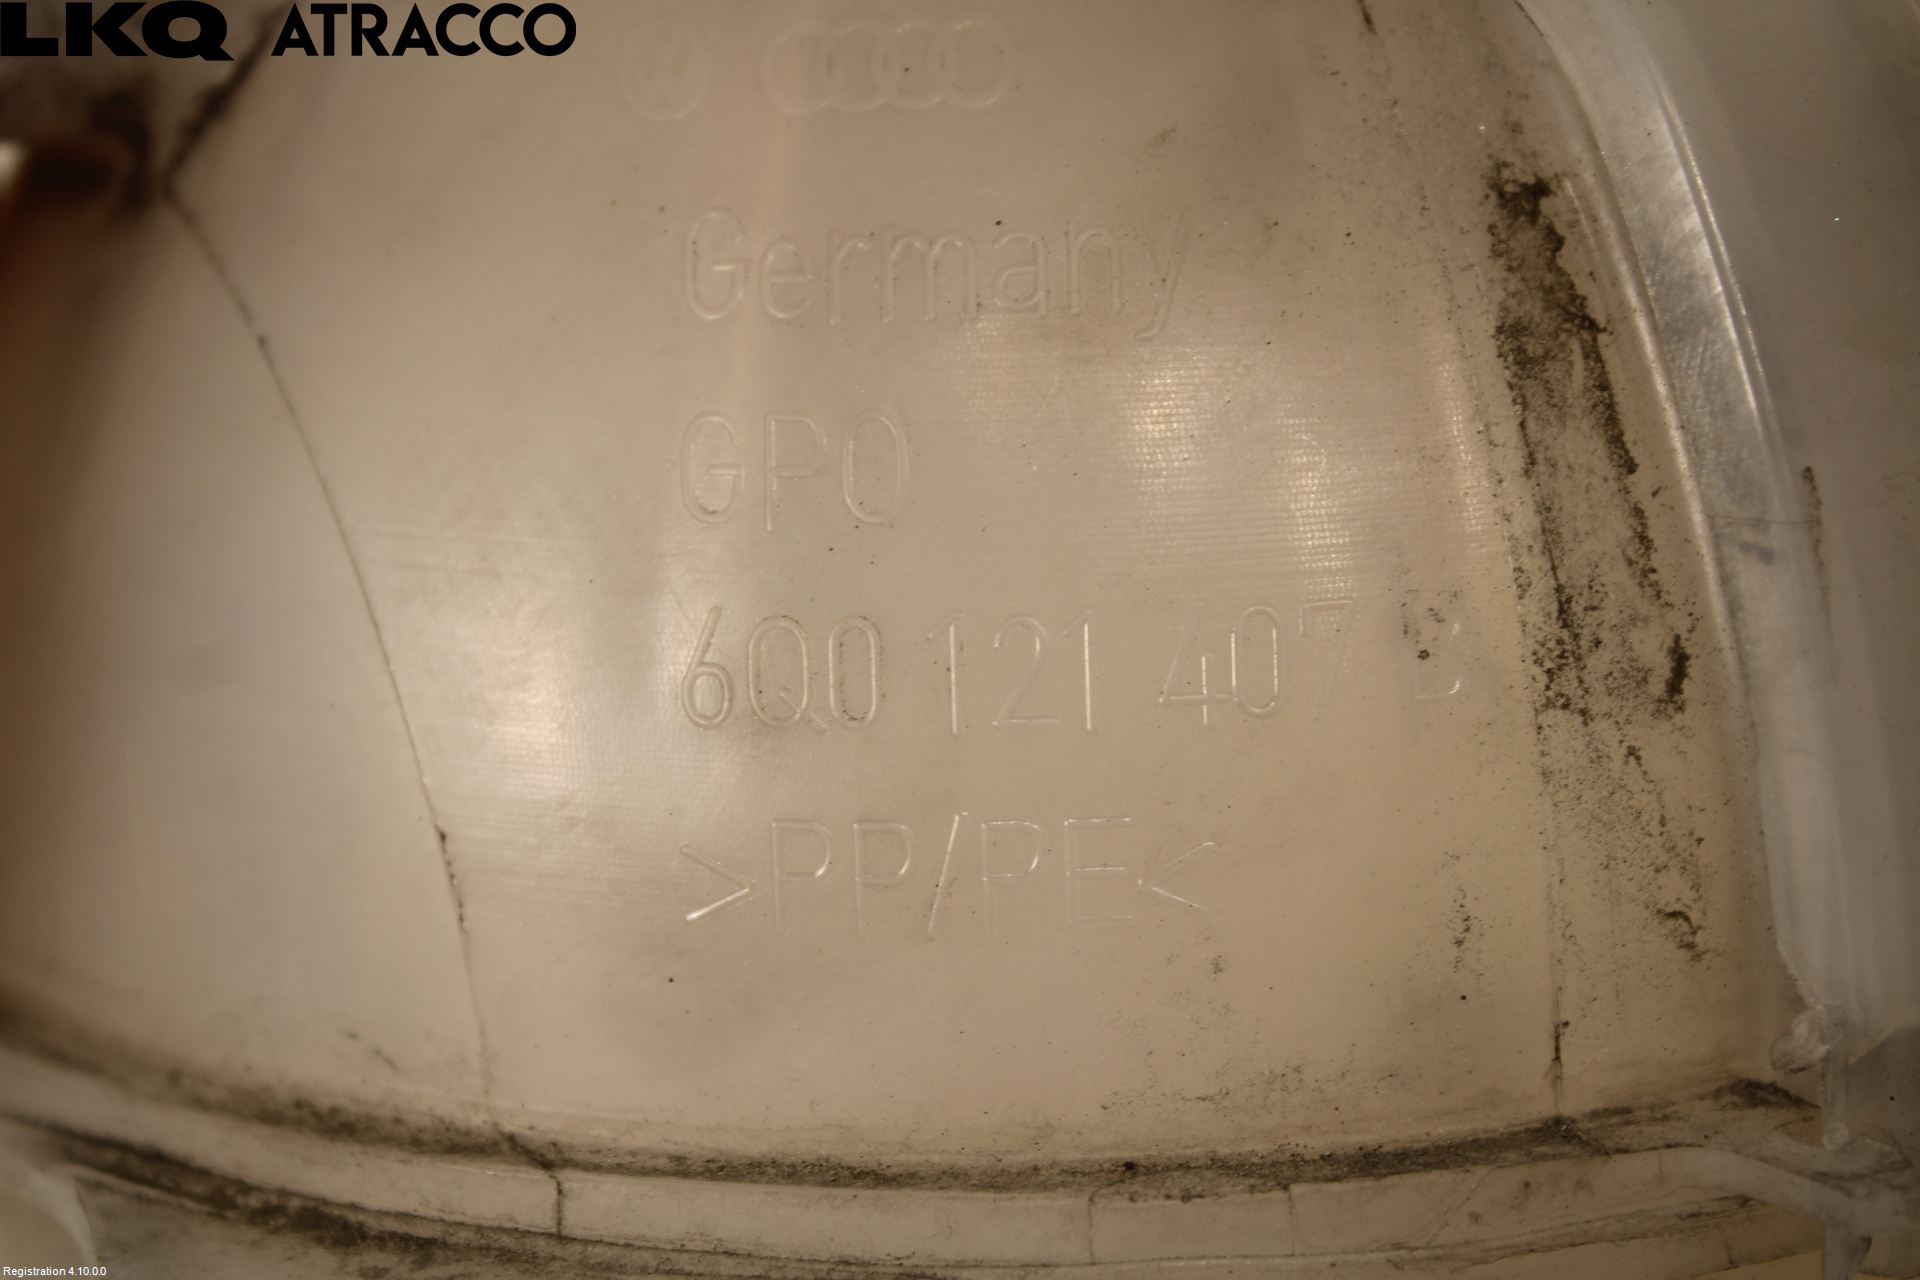 LKQ ATRACCO
Germany
GPO
6Q0 121 407 B
>PP/PE<
Registration 4.10.0.0